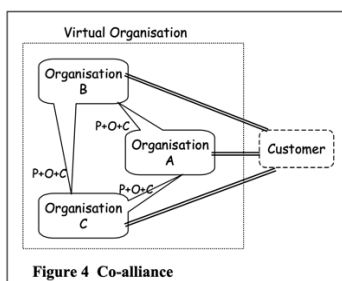 Virtual Organisation
Organisation
B
P+O+C
Organisation
A
Customer
P+O+C
P+O+C
Organisation
C
Figure 4 Co-alliance